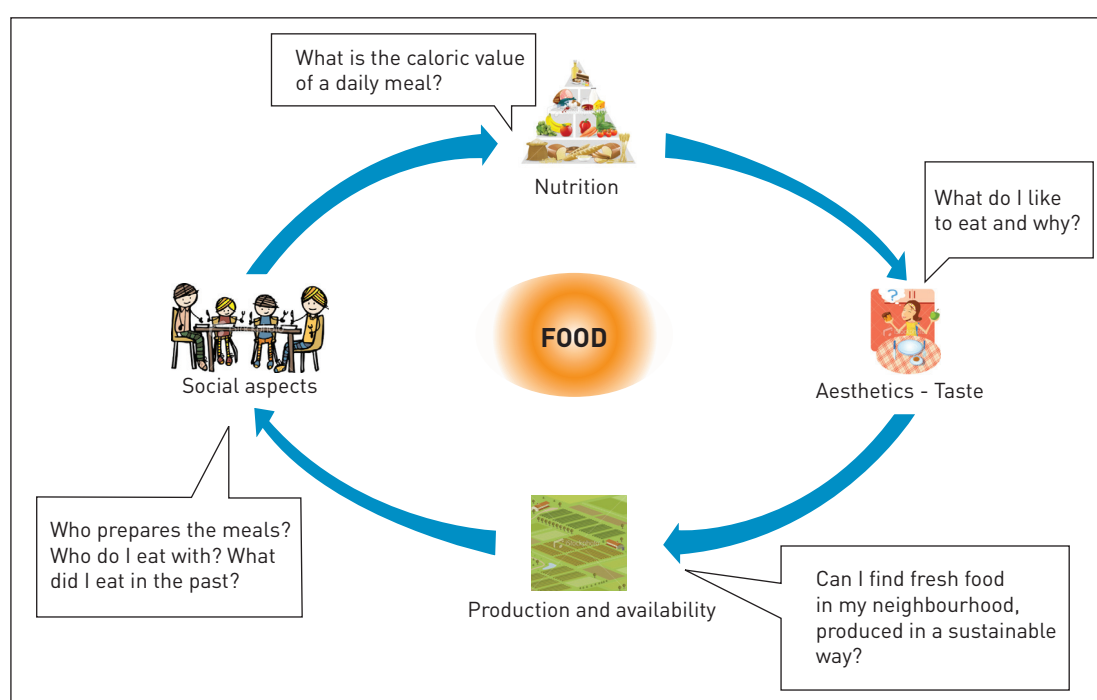 What is the caloric value
of a daily meal?
Nutrition
What do I like
to eat and why?
?
Aesthetics - Taste
FOOD
Social aspects
Who prepares the meals?
Who do I eat with? What
did I eat in the past?
Production and availability
Can I find fresh food
in my neighbourhood,
produced in a sustainable
way?